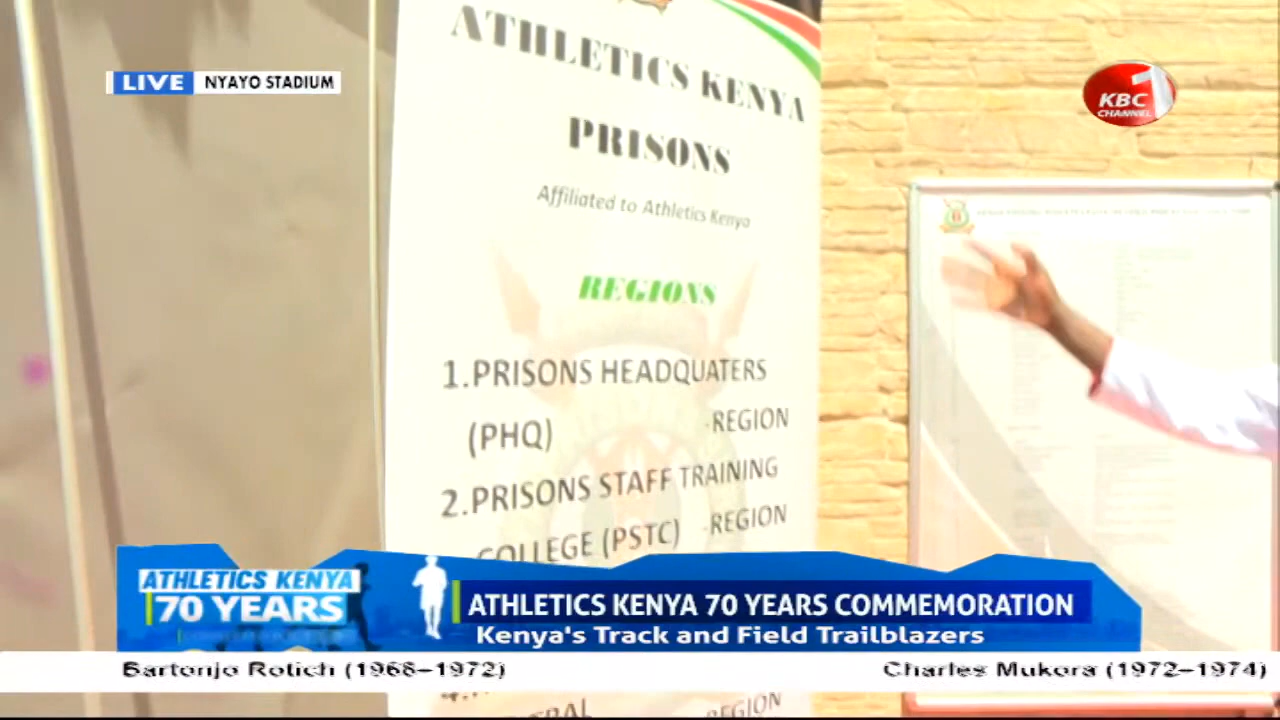 LIVE NYAYO STADIUM
KBC 1
CHANNEL
ATHLETICS KENYA
PRISONS
Affiliated to Athletics Kenya
REGIONS
1.PRISONS HEADQUATERS
(PHQ) -REGION
2.PRISONS STAFF TRAINING
COLLEGE (PSTC) -REGION
ATHLETICS KENYA
70 YEARS
ATHLETICS KENYA 70 YEARS COMMEMORATION
Kenya's Track and Field Trailblazers
Bartonjo Rotich (1968–1972) Charles Mukora (1972–1974)
REGION